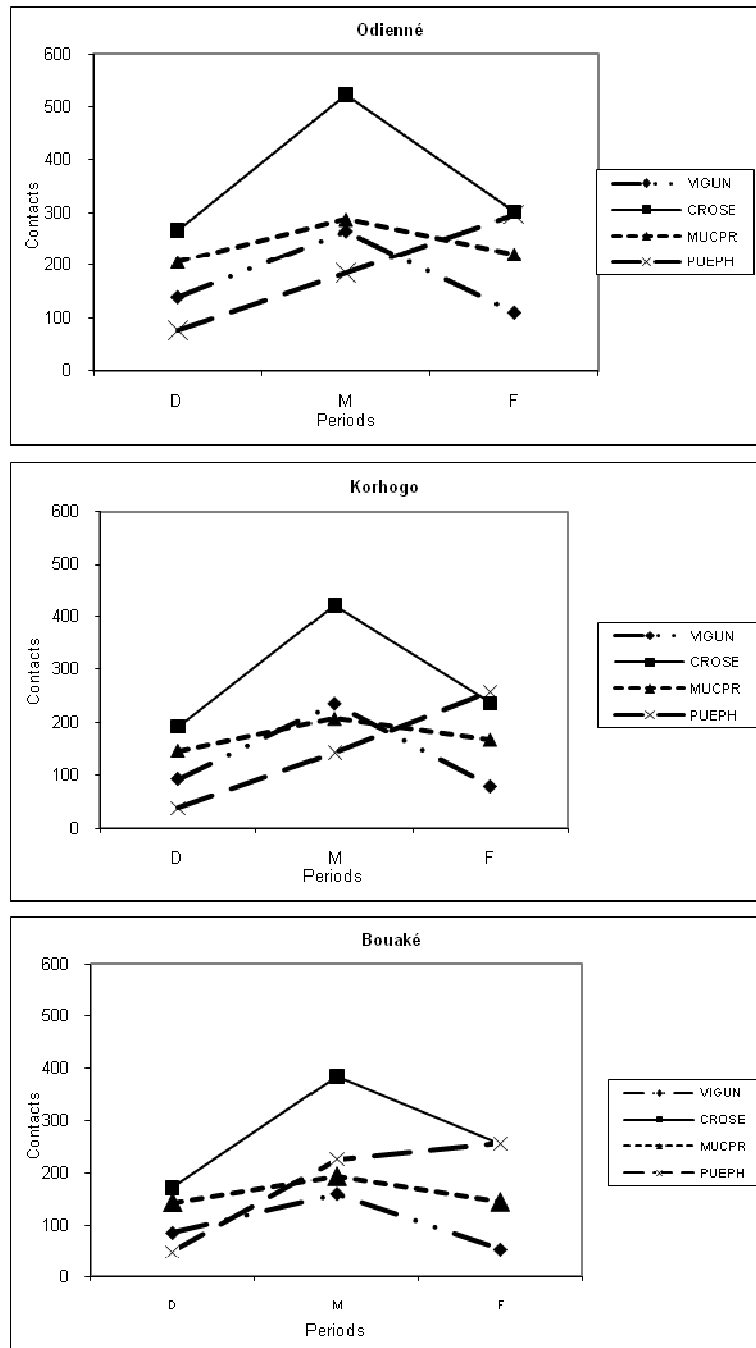 Odienné
600
500
400
300
200
100
0
Contacts
D M F
Periods
VIGUN
CROSE
MUCPR
PUEPH
Korhogo
600
500
400
300
200
100
0
Contacts
D M F
Periods
VIGUN
CROSE
MUCPR
PUEPH
Bouaké
600
500
400
300
200
100
0
Contacts
D M F
Periods
VIGUN
CROSE
MUCPR
PUEPH